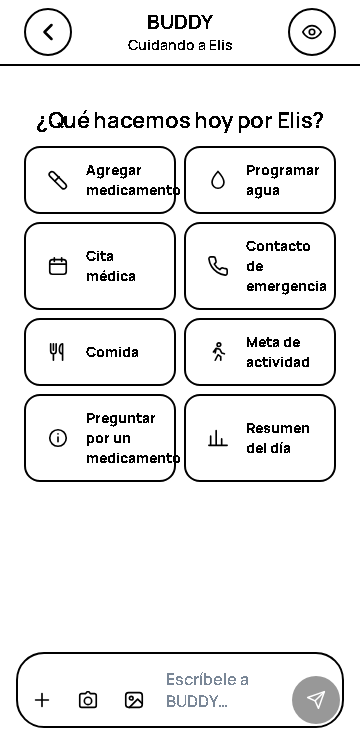 BUDDY
Cuidando a Elis
¿Qué hacemos hoy por Elis?
Agregar
medicamento
Programar
agua
Cita
médica
Contacto
de
emergencia
Comida
Meta de
actividad
Preguntar
por un
medicamento
Resumen
del día
Escríbele a
BUDDY...